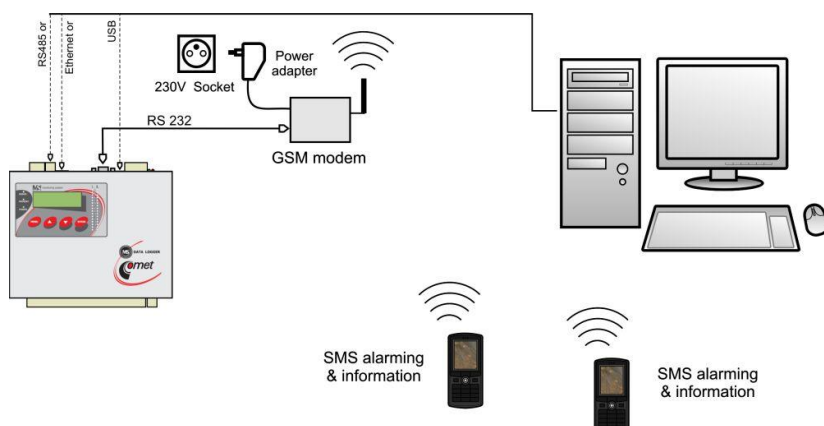 RS485 or
Ethernet or
USB
230V Socket
Power
adapter
RS 232
GSM modem
DATA LOGGER
Comet
SMS alarming
& information
SMS alarming
& information